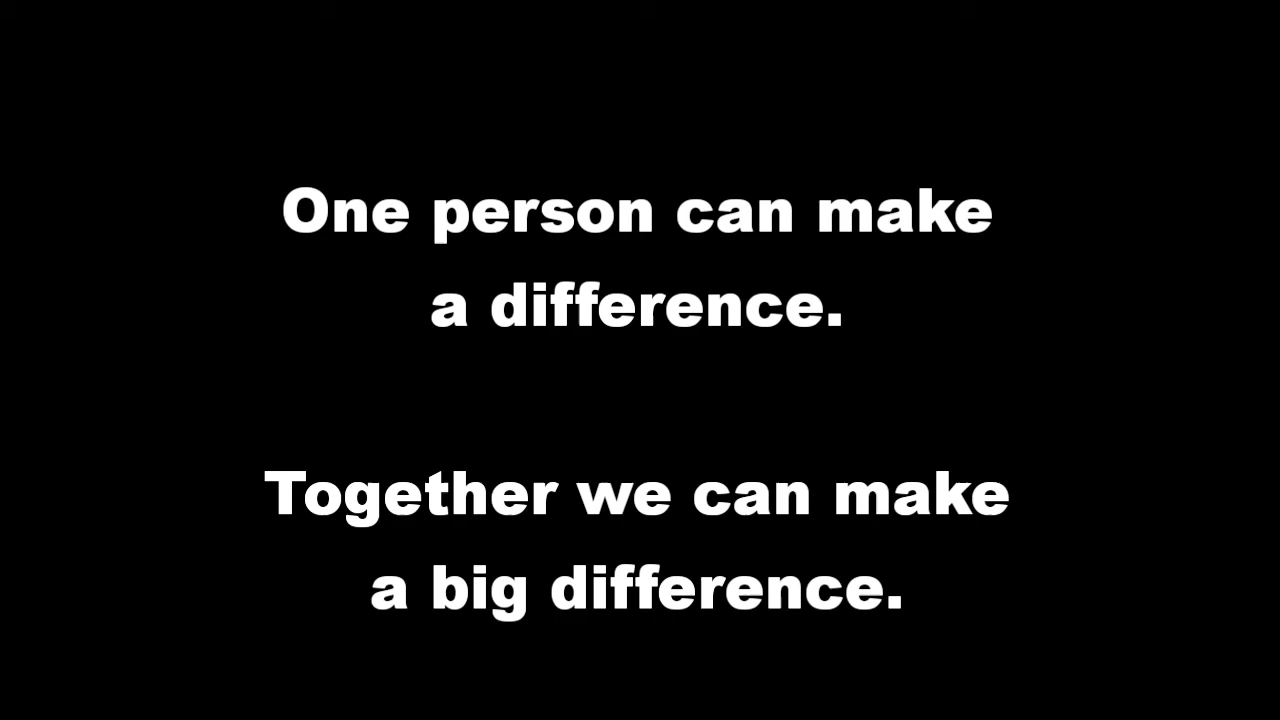 One person can make
a difference.
Together we can make
a big difference.